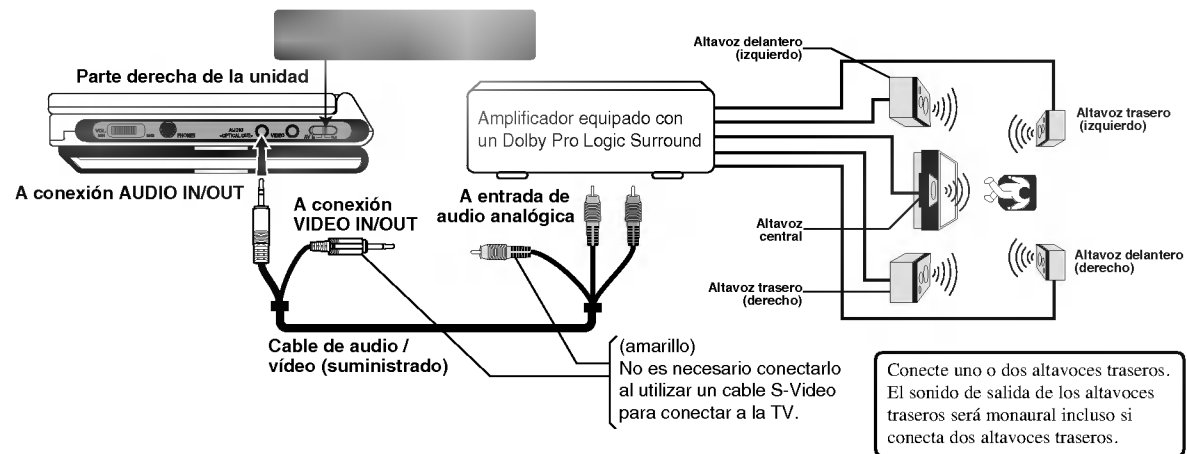 Parte derecha de la unidad
VOL.
PHONES
AUDIO
VIDEO
A conexión AUDIO IN/OUT
A conexión
VIDEO IN/OUT
Cable de audio /
vídeo (suministrado)
Amplificador equipado con
un Dolby Pro Logic Surround
A entrada de
audio analógica
(amarillo)
No es necesario conectarlo
al utilizar un cable S-Video
para conectar a la TV.
Altavoz delantero
(izquierdo)
Altavoz trasero
(izquierdo)
Altavoz
central
Altavoz delantero
(derecho)
Altavoz trasero
(derecho)
Conecte uno o dos altavoces traseros.
El sonido de salida de los altavoces
traseros será monaural incluso si
conecta dos altavoces traseros.